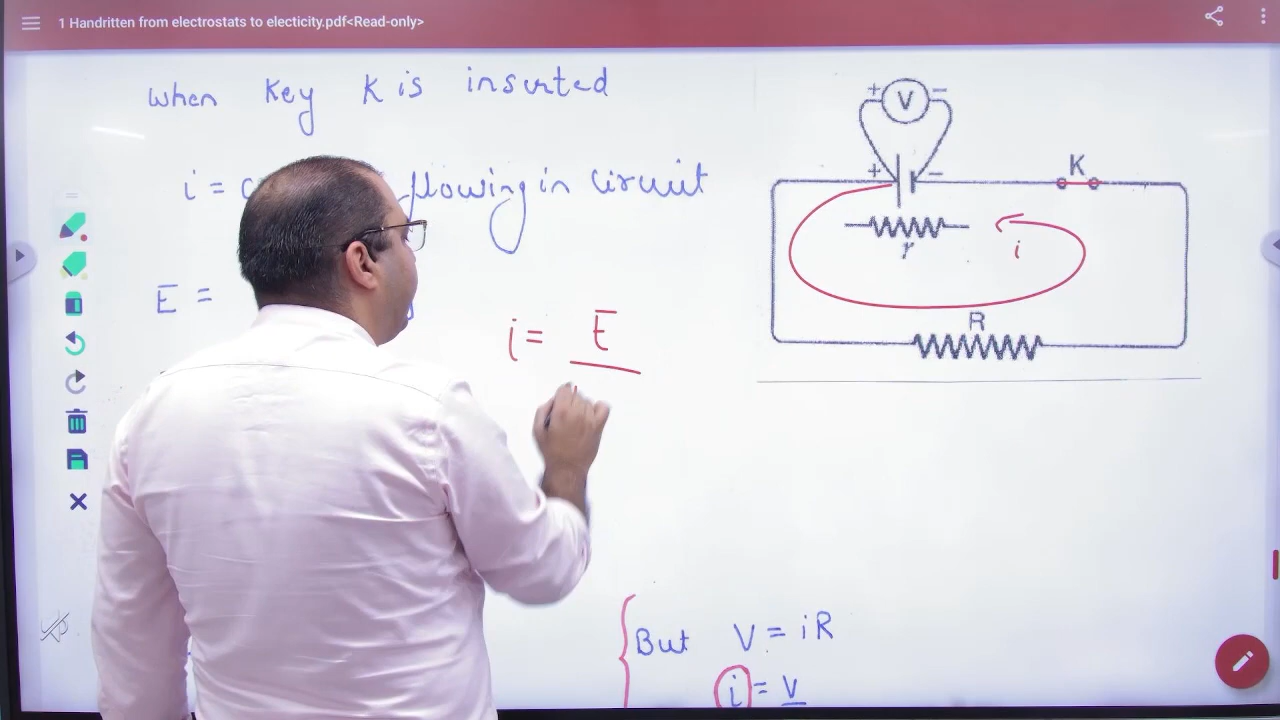 1 Handritten from electrostats to electicity.pdf<Read-only>
When Key K is inserted
i = flowing in circuit
E =
i = E
+ V −
+ −
K
r
i
R
But V = iR
i = V